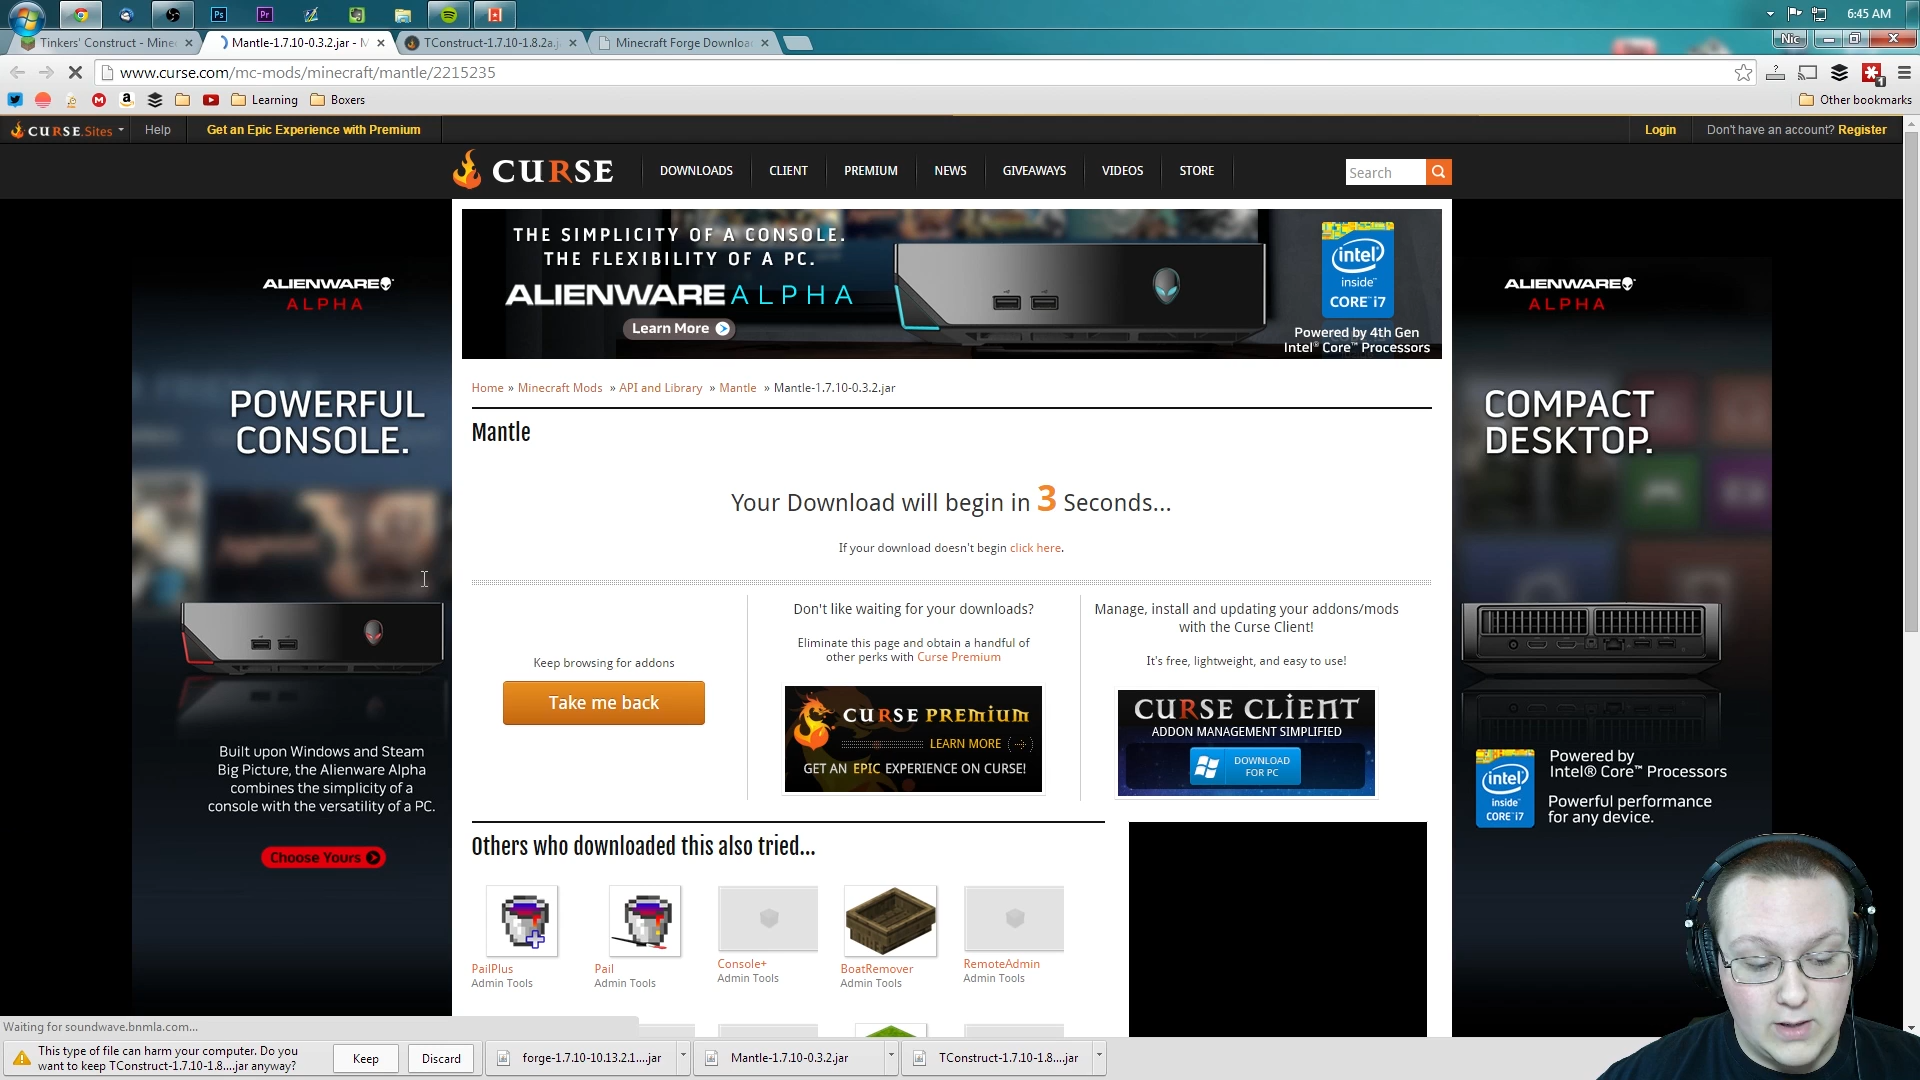 6:45 AM
Tinkers' Construct - Mine
Mantle-1.7.10-0.3.2.jar - M
TConstruct-1.7.10-1.8.2a.j
Minecraft Forge Downloa
Nic
www.curse.com/mc-mods/minecraft/mantle/2215235
Learning
Boxers
Other bookmarks
CURSE.Sites
Help
Get an Epic Experience with Premium
Login
Don't have an account? Register
CURSE
DOWNLOADS
CLIENT
PREMIUM
NEWS
GIVEAWAYS
VIDEOS
STORE
Search
THE SIMPLICITY OF A CONSOLE.
THE FLEXIBILITY OF A PC.
ALIENWARE ALPHA
Learn More
intel
inside™
CORE™ i7
Powered by 4th Gen
Intel® Core™ Processors
ALIENWARE
ALPHA
POWERFUL
CONSOLE.
Built upon Windows and Steam
Big Picture, the Alienware Alpha
combines the simplicity of a
console with the versatility of a PC.
Choose Yours
Home » Minecraft Mods » API and Library » Mantle » Mantle-1.7.10-0.3.2.jar
Mantle
Your Download will begin in 3 Seconds...
If your download doesn't begin click here.
Keep browsing for addons
Take me back
Don't like waiting for your downloads?
Eliminate this page and obtain a handful of
other perks with Curse Premium
CURSE PREMIUM
LEARN MORE
GET AN EPIC EXPERIENCE ON CURSE!
Manage, install and updating your addons/mods
with the Curse Client!
It's free, lightweight, and easy to use!
CURSE CLIENT
ADDON MANAGEMENT SIMPLIFIED
DOWNLOAD
FOR PC
Others who downloaded this also tried...
PailPlus
Admin Tools
Pail
Admin Tools
Console+
Admin Tools
BoatRemover
Admin Tools
RemoteAdmin
Admin Tools
ALIENWARE
ALPHA
COMPACT
DESKTOP.
intel
inside™
CORE™ i7
Powered by
Intel® Core™ Processors
Powerful performance
for any device.
Waiting for soundwave.bnmla.com...
This type of file can harm your computer. Do you
want to keep TConstruct-1.7.10-1.8....jar anyway?
Keep
Discard
forge-1.7.10-10.13.2.1....jar
Mantle-1.7.10-0.3.2.jar
TConstruct-1.7.10-1.8....jar